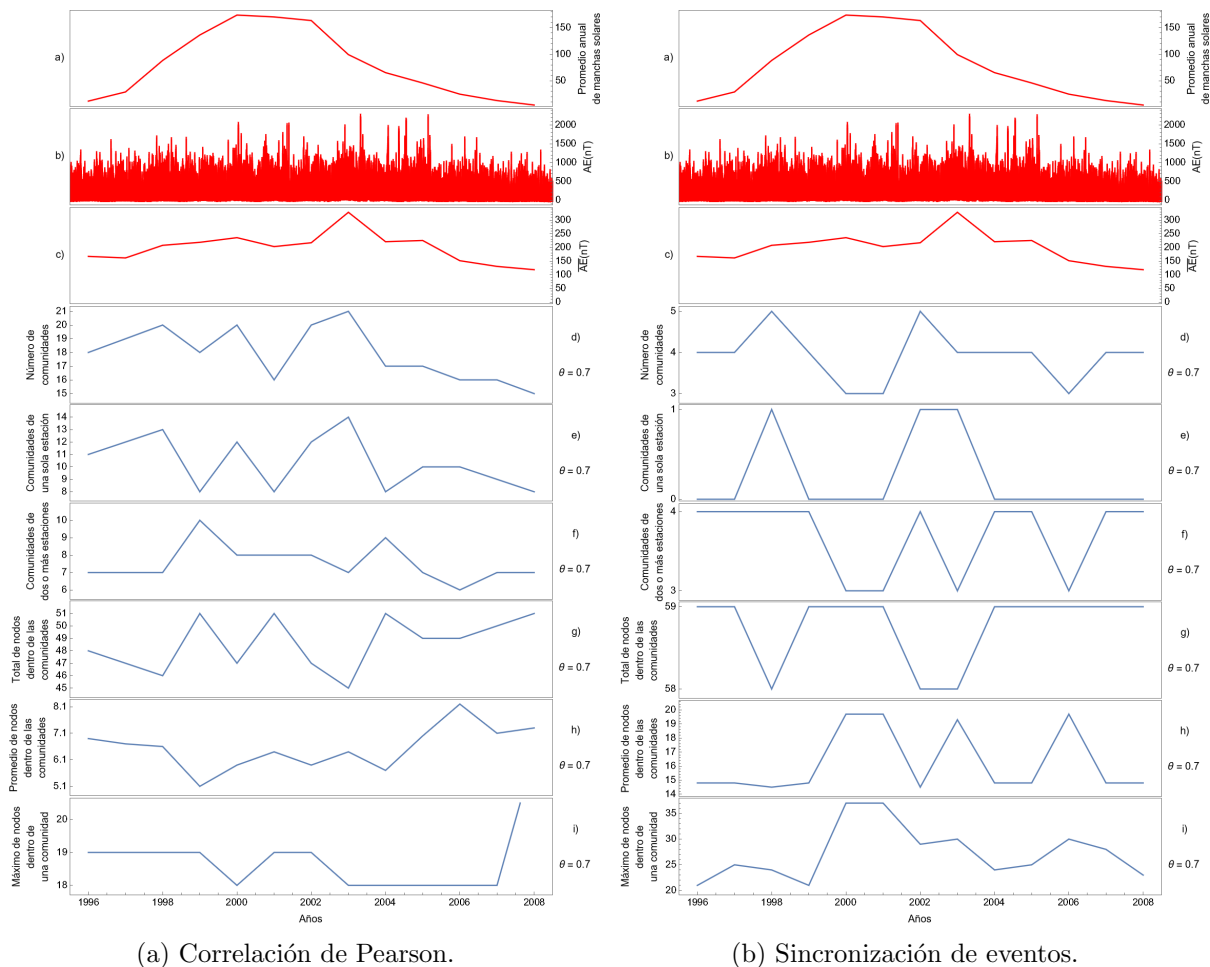 a)
150
100
50
Promedio anual
de manchas solares
b)
2000
1500
1000
500
0
AE(nT)
c)
300
250
200
150
100
50
0
AE(nT)
Número de
comunidades
21
20
19
18
17
16
15
d)
θ = 0.7
Comunidades de
una sola estación
14
13
12
11
10
9
8
e)
θ = 0.7
Comunidades de
dos o más estaciones
10
9
8
7
6
f)
θ = 0.7
Total de nodos
dentro de las
comunidades
51
50
49
48
47
46
45
g)
θ = 0.7
Promedio de nodos
dentro de las
comunidades
8.1
7.1
6.1
5.1
h)
θ = 0.7
Máximo de nodos
dentro de
una comunidad
20
19
18
i)
θ = 0.7
1996 1998 2000 2002 2004 2006 2008
Años
(a) Correlación de Pearson.
a)
150
100
50
Promedio anual
de manchas solares
b)
2000
1500
1000
500
0
AE(nT)
c)
300
250
200
150
100
50
0
AE(nT)
Número de
comunidades
5
4
3
d)
θ = 0.7
Comunidades de
una sola estación
1
0
e)
θ = 0.7
Comunidades de
dos o más estaciones
4
3
f)
θ = 0.7
Total de nodos
dentro de las
comunidades
59
58
g)
θ = 0.7
Promedio de nodos
dentro de las
comunidades
20
19
18
17
16
15
14
h)
θ = 0.7
Máximo de nodos
dentro de
una comunidad
35
30
25
20
i)
θ = 0.7
1996 1998 2000 2002 2004 2006 2008
Años
(b) Sincronización de eventos.